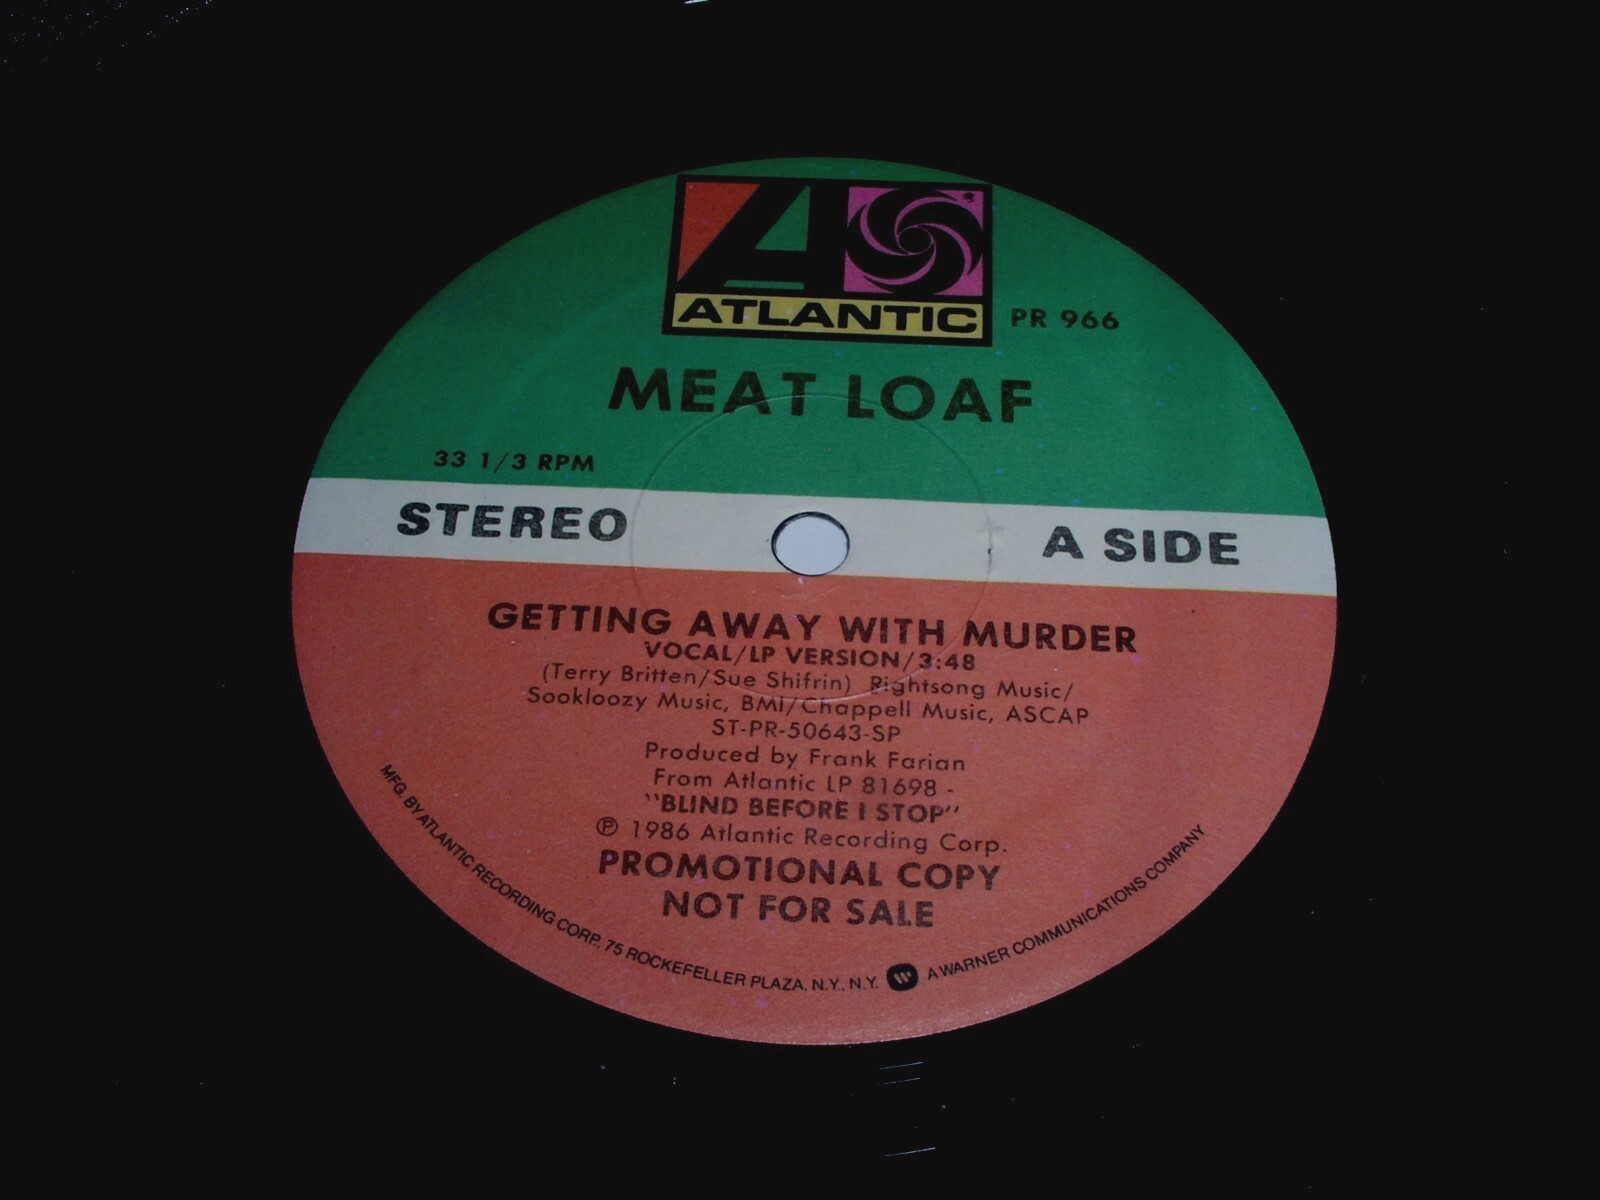 ATLANTIC
PR 966
MEAT LOAF
33 1/3 RPM
STEREO
A SIDE
GETTING AWAY WITH MURDER
VOCAL/LP VERSION/3:48
(Terry Britten/Sue Shifrin) Rightsong Music/
Sookloozy Music, BMI/Chappell Music, ASCAP
ST-PR-50643-SP
Produced by Frank Farian
From Atlantic LP 81698 -
"BLIND BEFORE I STOP"
℗ 1986 Atlantic Recording Corp.
PROMOTIONAL COPY
NOT FOR SALE
MFG. BY ATLANTIC RECORDING CORP., 75 ROCKEFELLER PLAZA, N.Y., N.Y. A WARNER COMMUNICATIONS COMPANY